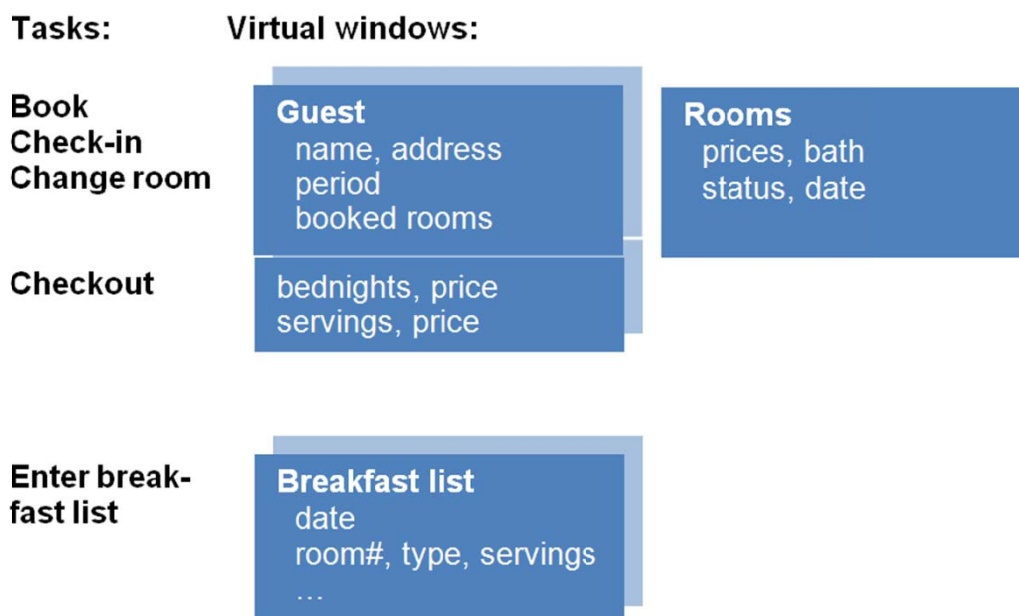 Tasks:
Virtual windows:
Book
Check-in
Change room
Guest
name, address
period
booked rooms
Rooms
prices, bath
status, date
Checkout
bednights, price
servings, price
Enter break-
fast list
Breakfast list
date
room#, type, servings
…